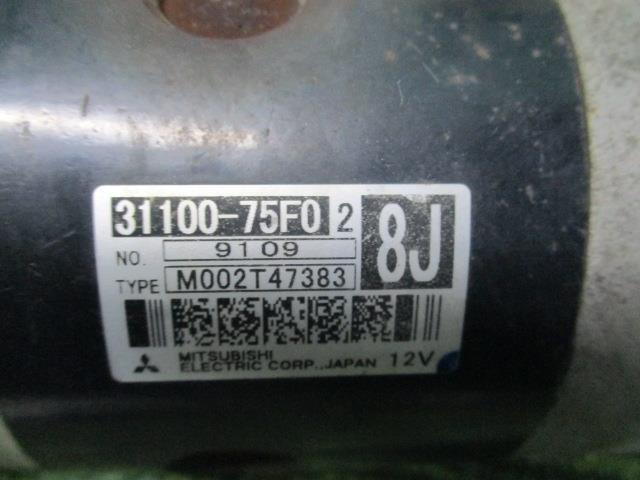 31100-75F0 2 8J
NO. 9109
TYPE M002T47383
MITSUBISHI
ELECTRIC CORP., JAPAN 12V